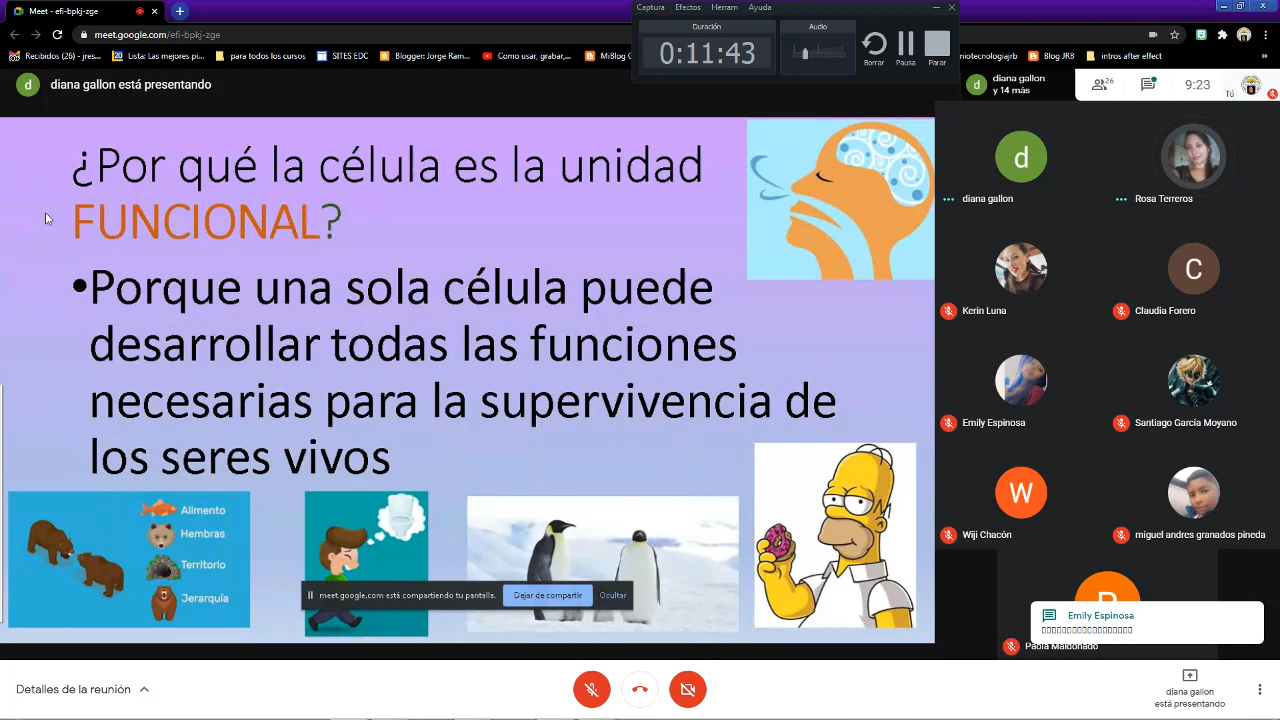 Meet - efi-bpkj-zge
meet.google.com/efi-bpkj-zge
Recibidos (26) -
Lista: Las mejores pi...
para todos los cursos
SITES EDC
Blogger: Jorge Ram...
Como usar, grabar,...
MiBlog
niotecnologiajrb
Blog JRB
intros after effect
Captura Efectos Herram Ayuda
Duración
0:11:43
Audio
Borrar
Pausa
Parar
diana gallon está presentando
diana gallon
y 14 más
26
9:23
Tú
¿Por qué la célula es la unidad
FUNCIONAL?
•Porque una sola célula puede
desarrollar todas las funciones
necesarias para la supervivencia de
los seres vivos
Alimento
Hembras
Territorio
Jerarquía
meet.google.com está compartiendo tu pantalla.
Dejar de compartir
Ocultar
d
diana gallon
Rosa Terreros
Kerin Luna
C
Claudia Forero
Emily Espinosa
Santiago García Moyano
W
Wiji Chacón
miguel andres granados pineda
Emily Espinosa
Paola Maldonado
Detalles de la reunión
diana gallon
está presentando